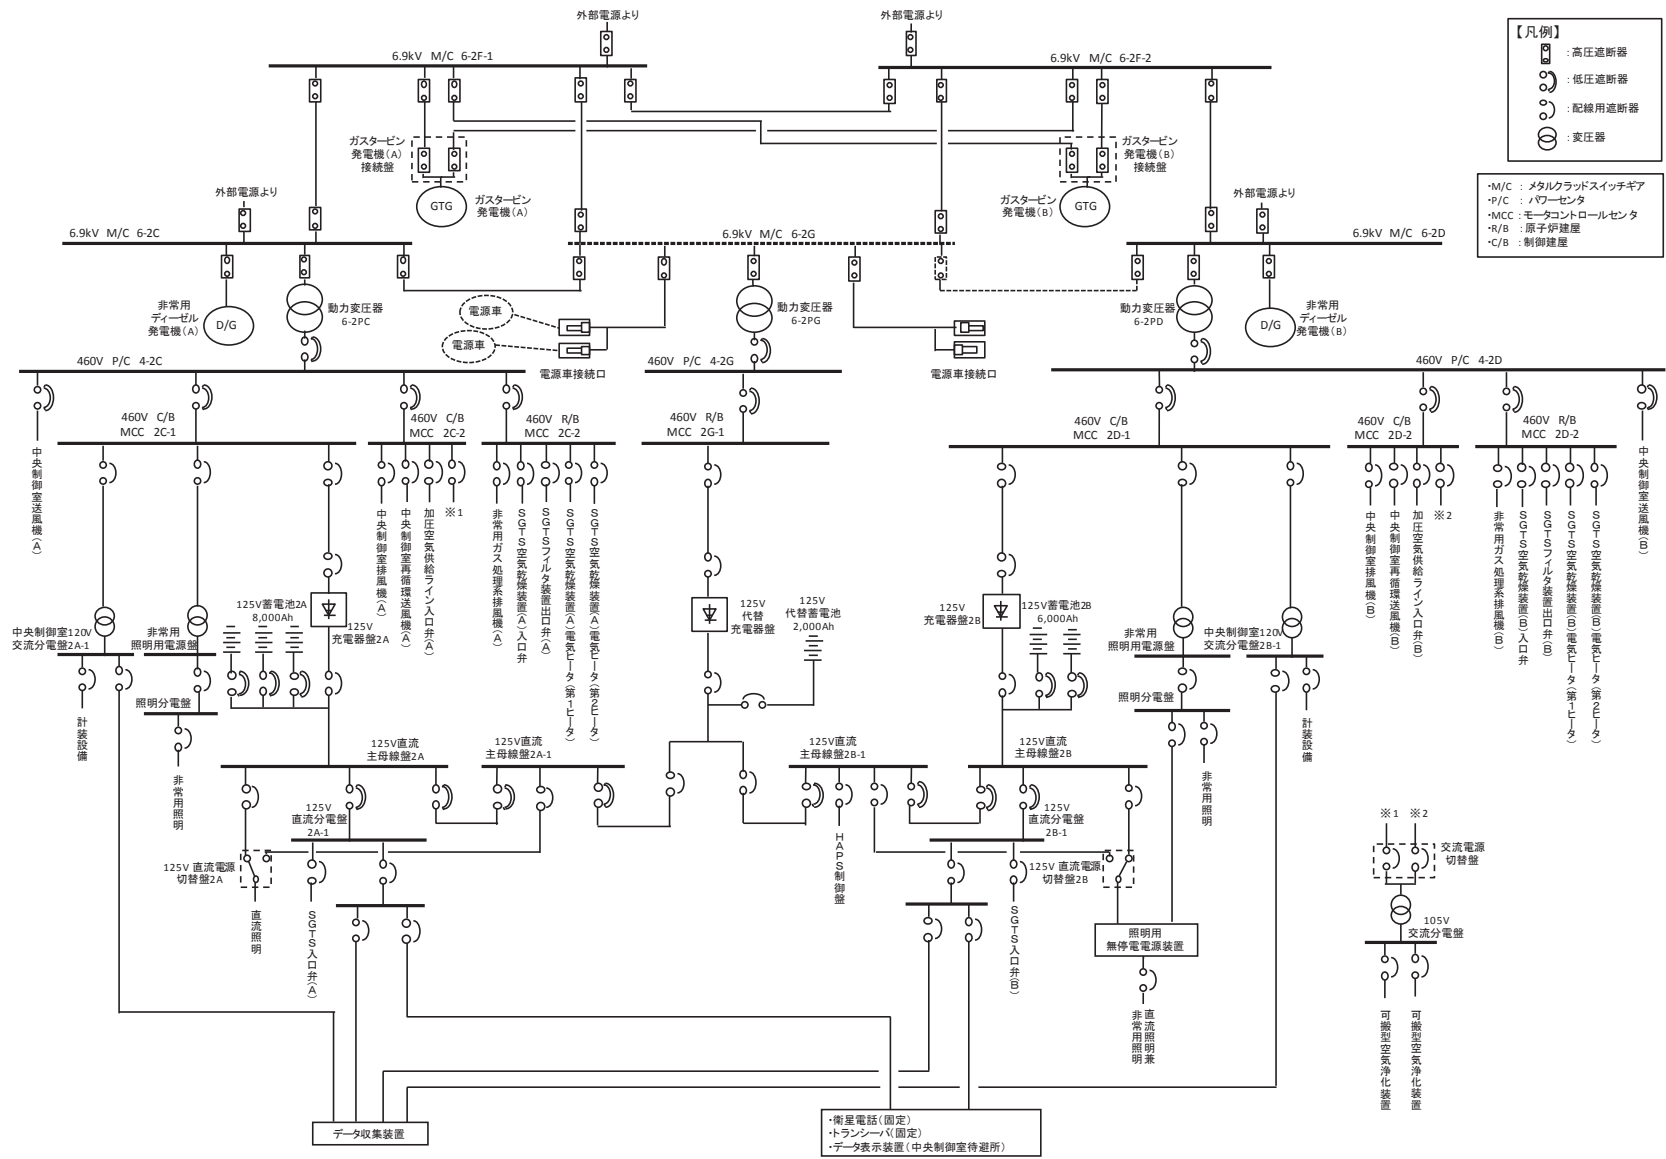 外部電源より
外部電源より
6.9kV M/C 6-2F-1
6.9kV M/C 6-2F-2
【凡例】
：高圧遮断器
：低圧遮断器
：配線用遮断器
：変圧器
・M/C ： メタルクラッドスイッチギア
・P/C ： パワーセンタ
・MCC ： モータコントロールセンタ
・R/B ： 原子炉建屋
・C/B ： 制御建屋
ガスタービン
発電機(A)
接続盤
ガスタービン
発電機(B)
接続盤
GTG
ガスタービン
発電機(A)
ガスタービン
発電機(B)
GTG
外部電源より
外部電源より
6.9kV M/C 6-2C
6.9kV M/C 6-2G
6.9kV M/C 6-2D
非常用
ディーゼル
発電機(A)
D/G
動力変圧器
6-2PC
電源車
電源車
電源車接続口
動力変圧器
6-2PG
電源車接続口
動力変圧器
6-2PD
D/G
非常用
ディーゼル
発電機(B)
460V P/C 4-2C
460V P/C 4-2G
460V P/C 4-2D
460V C/B
MCC 2C-1
460V C/B
MCC 2C-2
460V R/B
MCC 2C-2
460V R/B
MCC 2G-1
460V C/B
MCC 2D-1
460V C/B
MCC 2D-2
460V R/B
MCC 2D-2
中央制御室送風機(A)
中央制御室排風機(A)
中央制御室再循環送風機(A)
加圧空気供給ライン入口弁(A)
※1
非常用ガス処理系排風機(A)
SGTS空気乾燥装置(A)入口弁
SGTSフィルタ装置出口弁(A)
SGTS空気乾燥装置(A)電気ヒータ(第1ヒータ)
SGTS空気乾燥装置(A)電気ヒータ(第2ヒータ)
中央制御室排風機(B)
中央制御室再循環送風機(B)
加圧空気供給ライン入口弁(B)
※2
非常用ガス処理系排風機(B)
SGTS空気乾燥装置(B)入口弁
SGTSフィルタ装置出口弁(B)
SGTS空気乾燥装置(B)電気ヒータ(第1ヒータ)
SGTS空気乾燥装置(B)電気ヒータ(第2ヒータ)
中央制御室送風機(B)
中央制御室120V
交流分電盤2A-1
非常用
照明用電源盤
125V蓄電池2A
8,000Ah
125V
充電器盤2A
125V
代替
充電器盤
125V
代替蓄電池
2,000Ah
125V
充電器盤2B
125V蓄電池2B
6,000Ah
非常用
照明用電源盤
中央制御室120V
交流分電盤2B-1
計装設備
照明分電盤
非常用照明
照明分電盤
非常用照明
計装設備
125V直流
主母線盤2A
125V直流
主母線盤2A-1
125V直流
主母線盤2B-1
125V直流
主母線盤2B
125V
直流分電盤
2A-1
HAPS制御盤
125V
直流分電盤
2B-1
125V 直流電源
切替盤2A
直流照明
SGTS入口弁(A)
125V 直流電源
切替盤2B
SGTS入口弁(B)
照明用
無停電電源装置
直流照明兼
非常用照明
※1 ※2
交流電源
切替盤
105V
交流分電盤
可搬型空気浄化装置
可搬型空気浄化装置
データ収集装置
・衛星電話(固定)
・トランシーバ(固定)
・データ表示装置(中央制御室待避所)